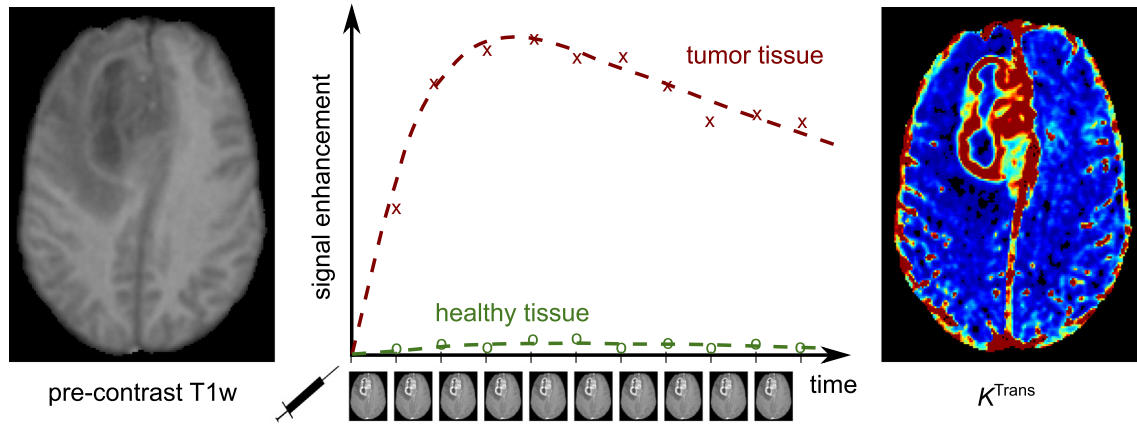 signal enhancement
tumor tissue
healthy tissue
time
pre-contrast T1w
K^Trans